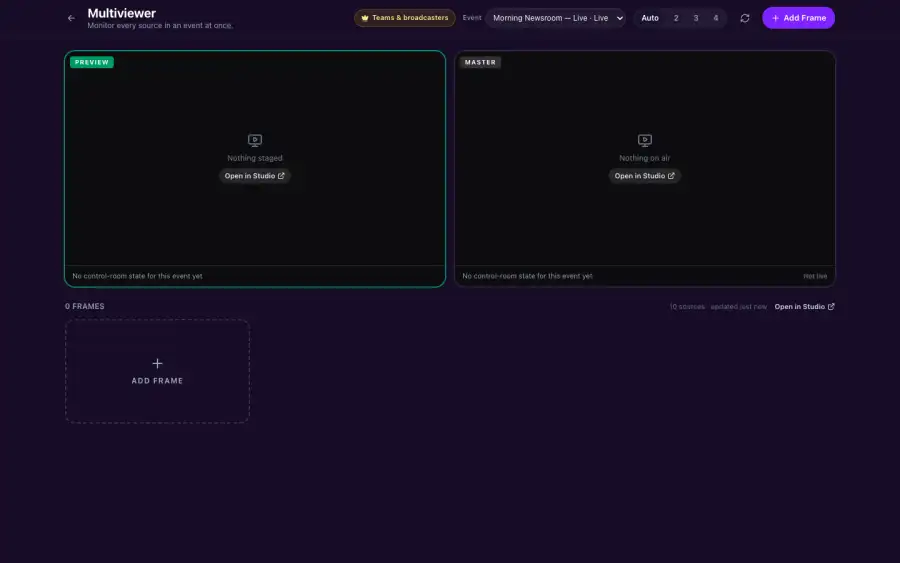 Multiviewer
Monitor every source in an event at once.
Teams & broadcasters
Event
Morning Newsroom — Live · Live
Auto 2 3 4
Add Frame
PREVIEW
Nothing staged
Open in Studio
No control-room state for this event yet
MASTER
Nothing on air
Open in Studio
No control-room state for this event yet
Not live
0 FRAMES
10 sources updated just now
Open in Studio
ADD FRAME